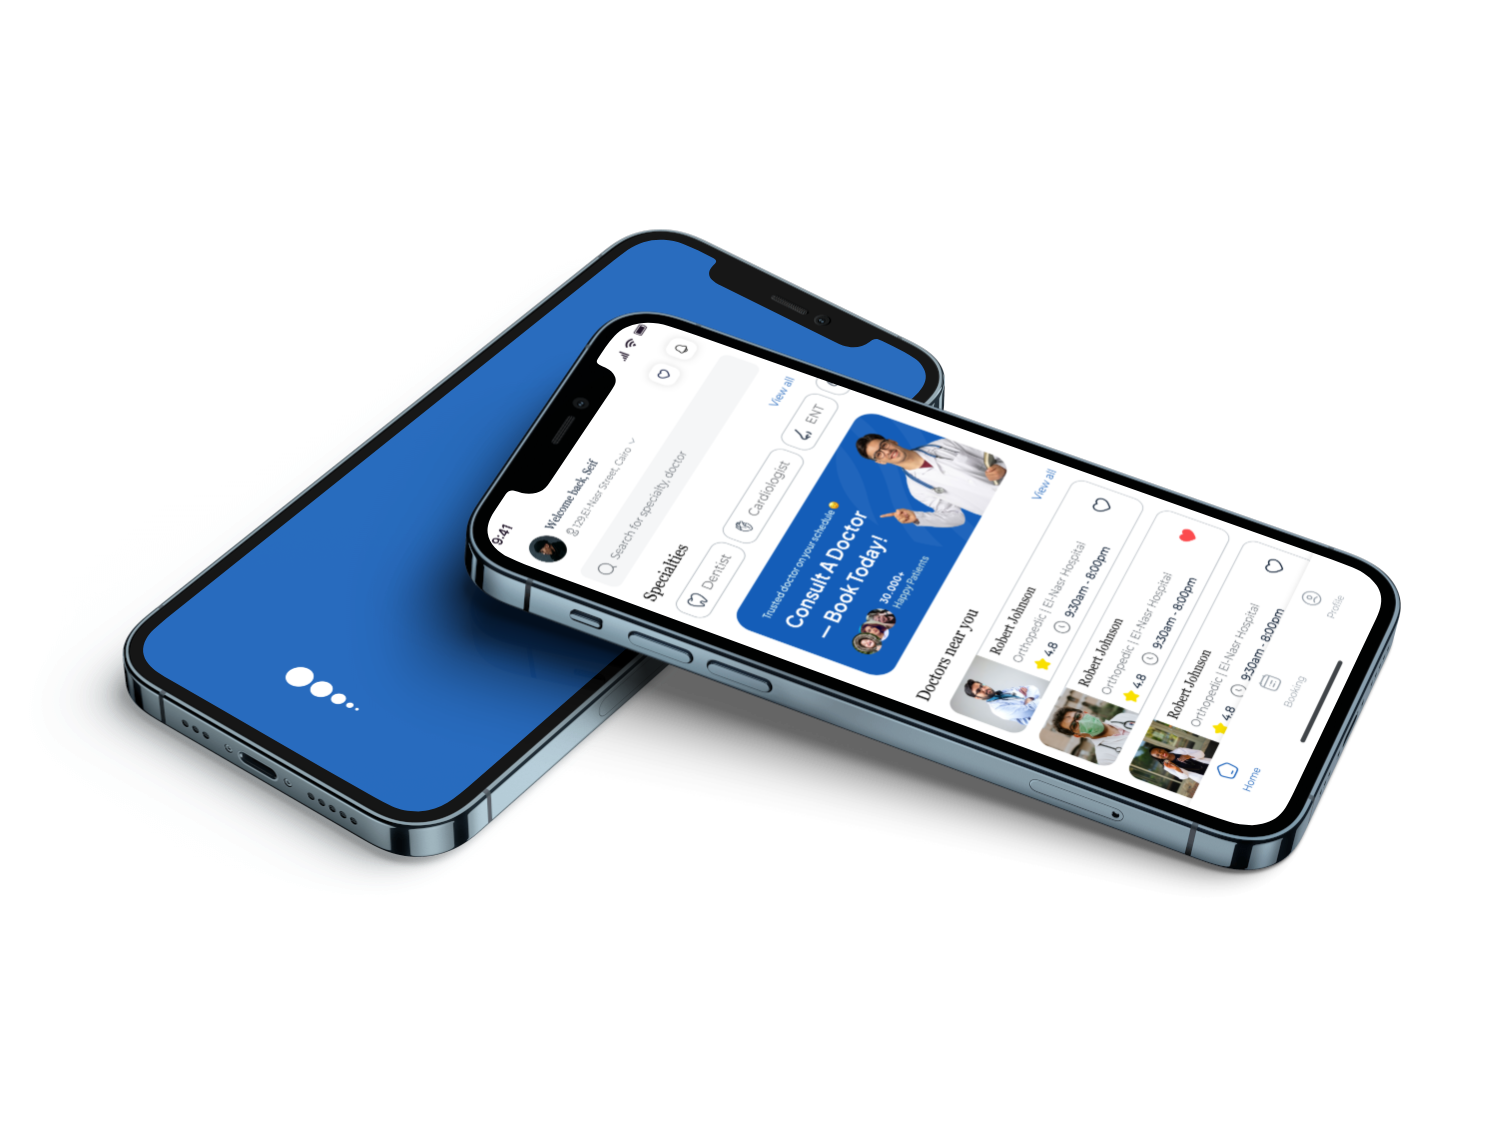 9:41
Welcome back, Seif
129, El-Nasr Street, Cairo
Search for specialty, doctor
Specialties
View all
Dentist
Cardiologist
ENT
Trusted doctor on your schedule
Consult A Doctor
— Book Today!
30.000+
Happy Patients
Doctors near you
View all
Robert Johnson
Orthopedic | El-Nasr Hospital
4.8
9:30am - 8:00pm
Robert Johnson
Orthopedic | El-Nasr Hospital
4.8
9:30am - 8:00pm
Robert Johnson
Orthopedic | El-Nasr Hospital
4.8
9:30am - 8:00pm
Home
Booking
Profile